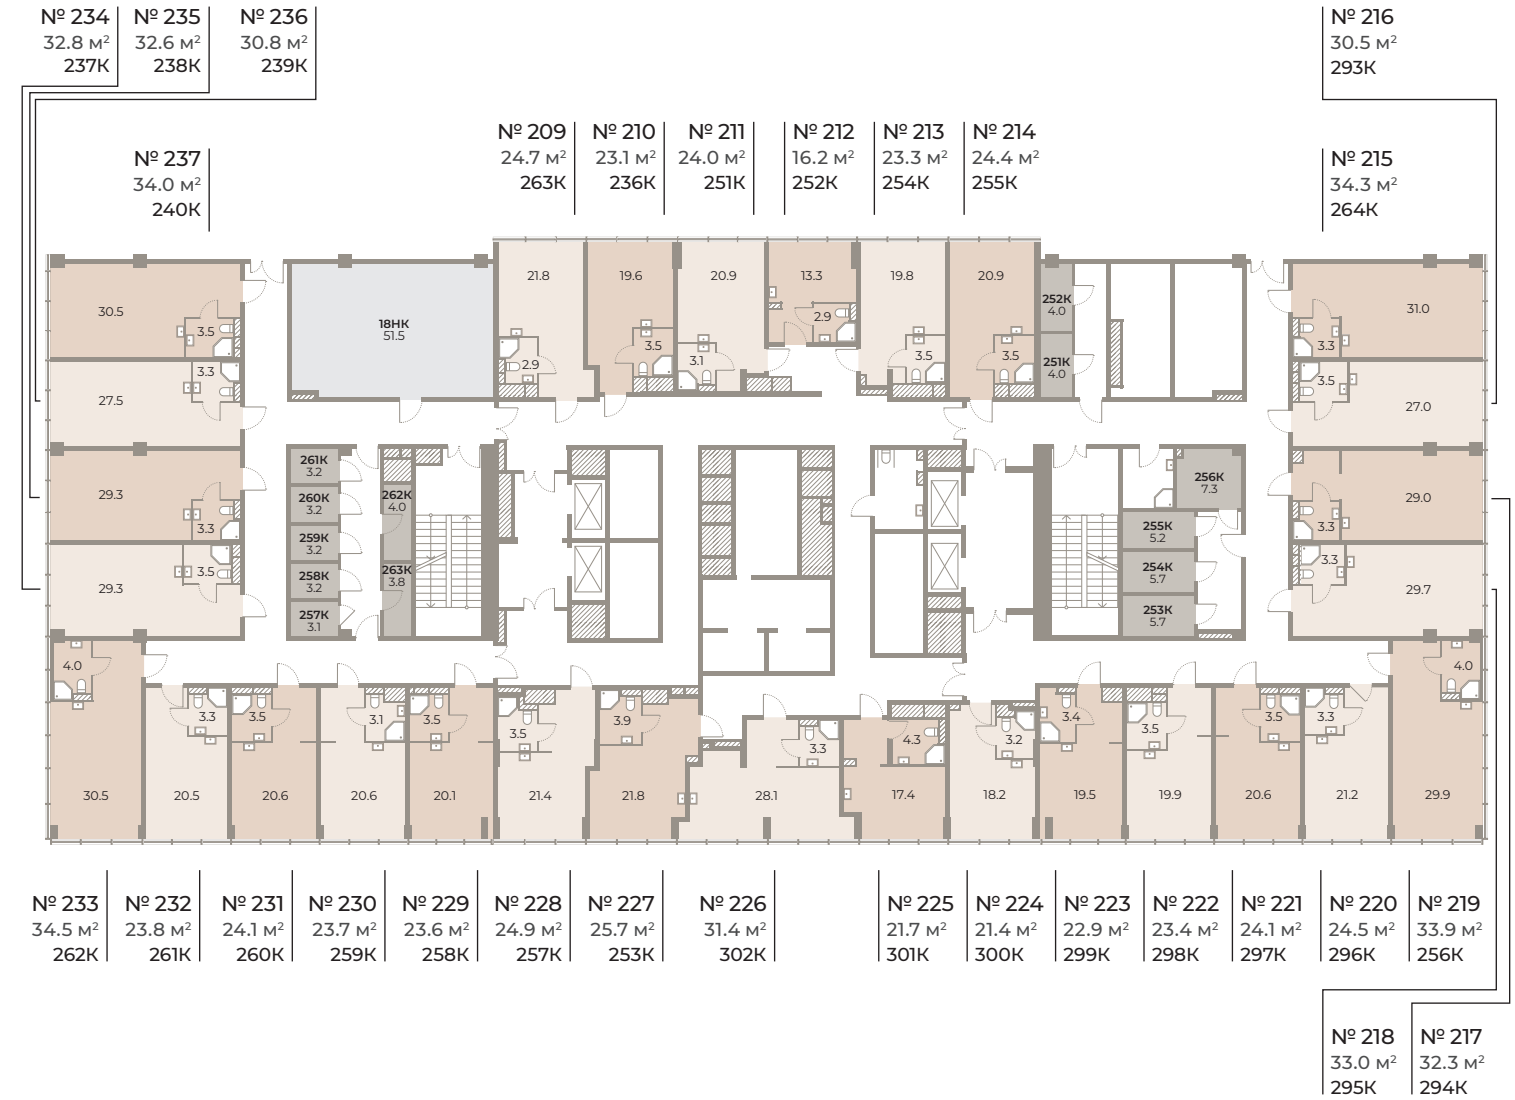 № 234
32.8 м²
237К
№ 235
32.6 м²
238К
№ 236
30.8 м²
239К
№ 216
30.5 м²
293К
№ 237
34.0 м²
240К
№ 209
24.7 м²
263К
№ 210
23.1 м²
236К
№ 211
24.0 м²
251К
№ 212
16.2 м²
252К
№ 213
23.3 м²
254К
№ 214
24.4 м²
255К
№ 215
34.3 м²
264К
30.5
3.5
18НК
51.5
21.8
2.9
19.6
3.5
20.9
3.1
13.3
2.9
19.8
3.5
20.9
3.5
252К
4.0
251К
4.0
31.0
3.3
3.3
27.5
3.5
27.0
29.3
3.3
261К
3.2
260К
3.2
259К
3.2
258К
3.2
257К
3.1
262К
4.0
263К
3.8
256К
7.3
255К
5.2
254К
5.7
253К
5.7
29.0
3.3
29.3
3.5
3.3
29.7
4.0
30.5
3.3
20.5
3.5
20.6
3.1
20.6
3.5
20.1
3.5
21.4
3.9
21.8
3.3
28.1
4.3
17.4
3.2
18.2
3.4
19.5
3.5
19.9
3.5
20.6
3.3
21.2
4.0
29.9
№ 233
34.5 м²
262К
№ 232
23.8 м²
261К
№ 231
24.1 м²
260К
№ 230
23.7 м²
259К
№ 229
23.6 м²
258К
№ 228
24.9 м²
257К
№ 227
25.7 м²
253К
№ 226
31.4 м²
302К
№ 225
21.7 м²
301К
№ 224
21.4 м²
300К
№ 223
22.9 м²
299К
№ 222
23.4 м²
298К
№ 221
24.1 м²
297К
№ 220
24.5 м²
296К
№ 219
33.9 м²
256К
№ 218
33.0 м²
295К
№ 217
32.3 м²
294К